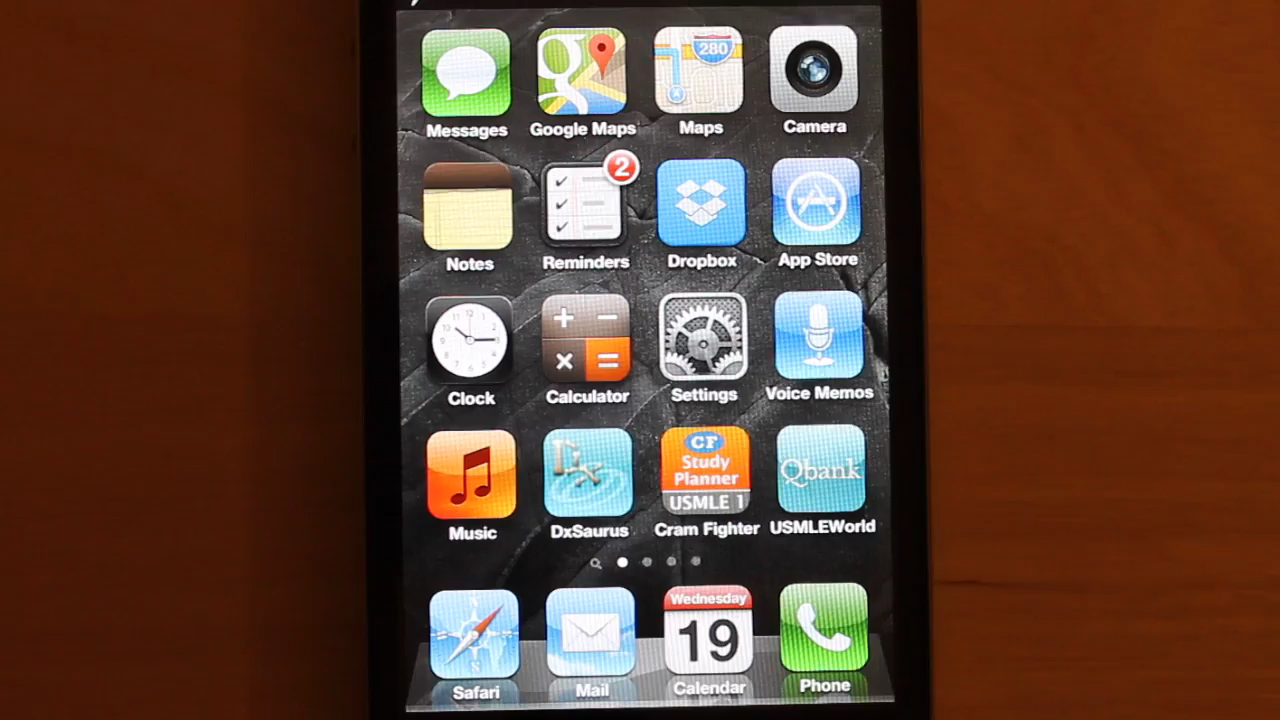 280
Messages
Google Maps
Maps
Camera
2
Notes
Reminders
Dropbox
App Store
Clock
Calculator
Settings
Voice Memos
CF
Study
Planner
USMLE 1
Dx
Qbank
Music
DxSaurus
Cram Fighter
USMLEWorld
Wednesday
19
Safari
Mail
Calendar
Phone